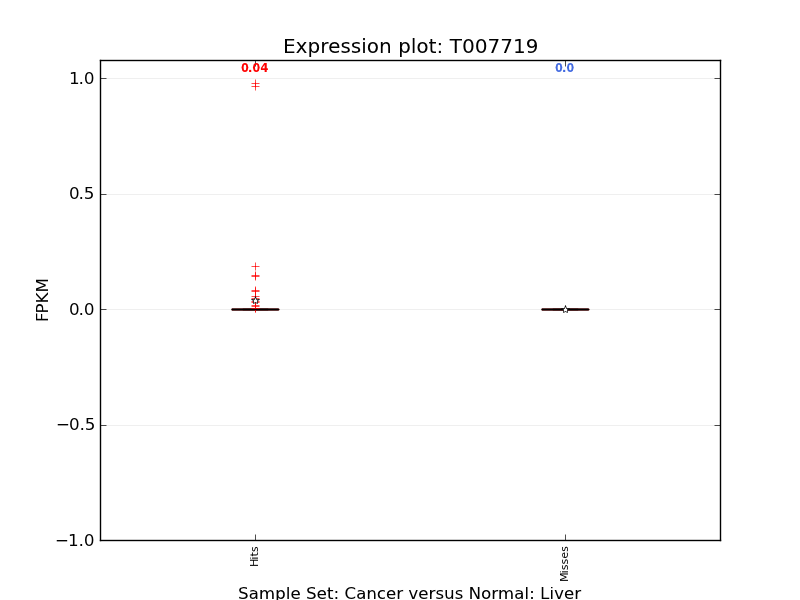 Expression plot: T007719
0.04
0.0
1.0
0.5
0.0
−0.5
−1.0
FPKM
Hits
Misses
Sample Set: Cancer versus Normal: Liver